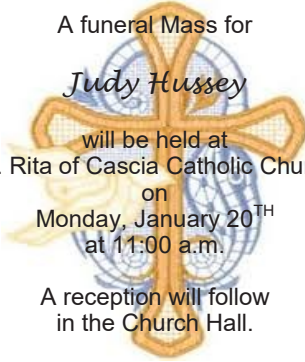 A funeral Mass for
Judy Hussey
will be held at
. Rita of Cascia Catholic Chu
on
Monday, January 20TH
at 11:00 a.m.
A reception will follow
in the Church Hall.